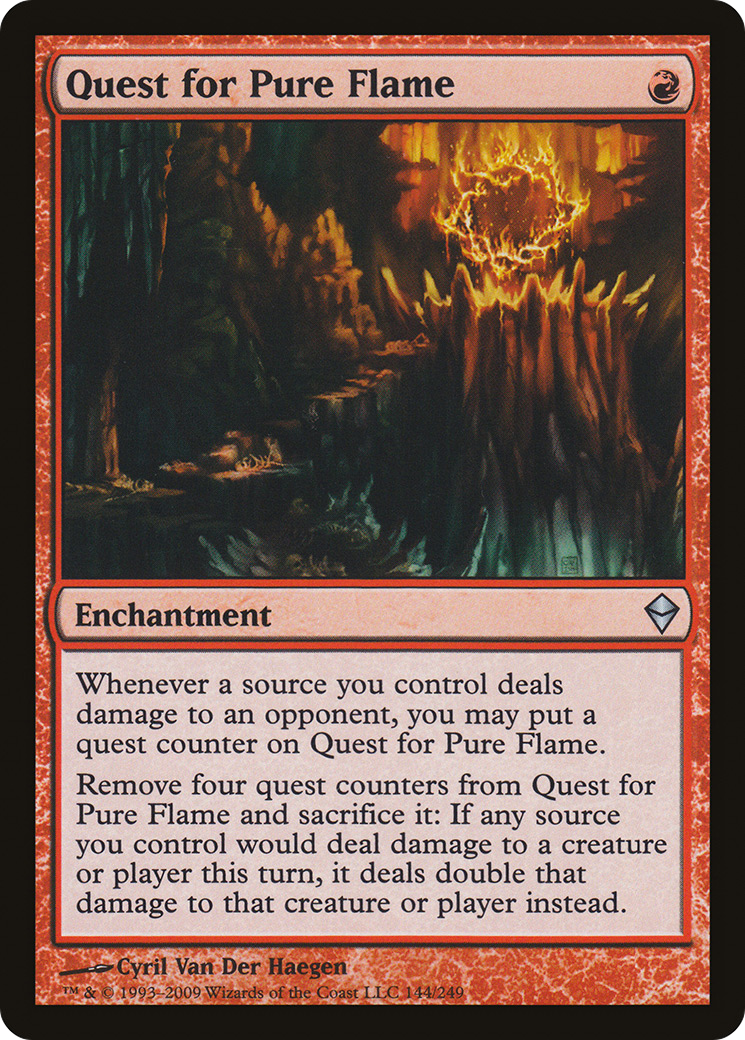 Quest for Pure Flame
Enchantment
Whenever a source you control deals
damage to an opponent, you may put a
quest counter on Quest for Pure Flame.
Remove four quest counters from Quest for
Pure Flame and sacrifice it: If any source
you control would deal damage to a creature
or player this turn, it deals double that
damage to that creature or player instead.
Cyril Van Der Haegen
™ & © 1993–2009 Wizards of the Coast LLC 144/249